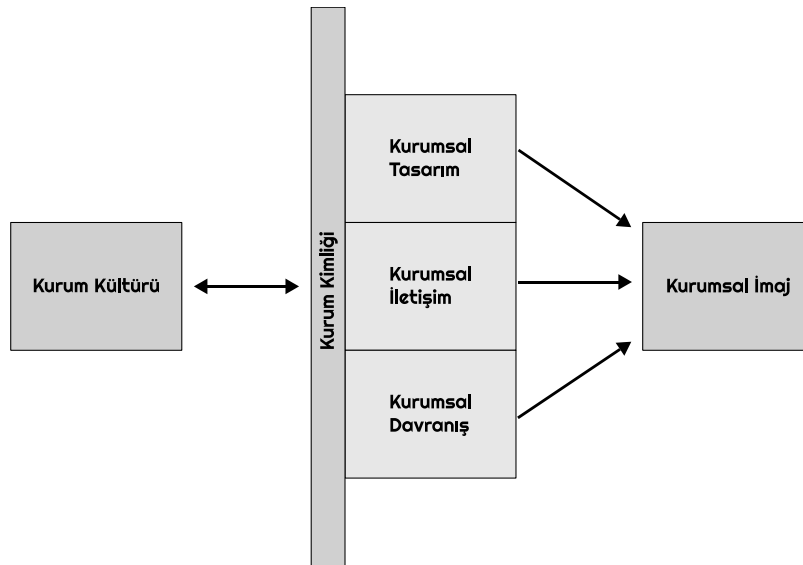 Kurum Kültürü
Kurum Kimliği
Kurumsal
Tasarım
Kurumsal
İletişim
Kurumsal
Davranış
Kurumsal İmaj